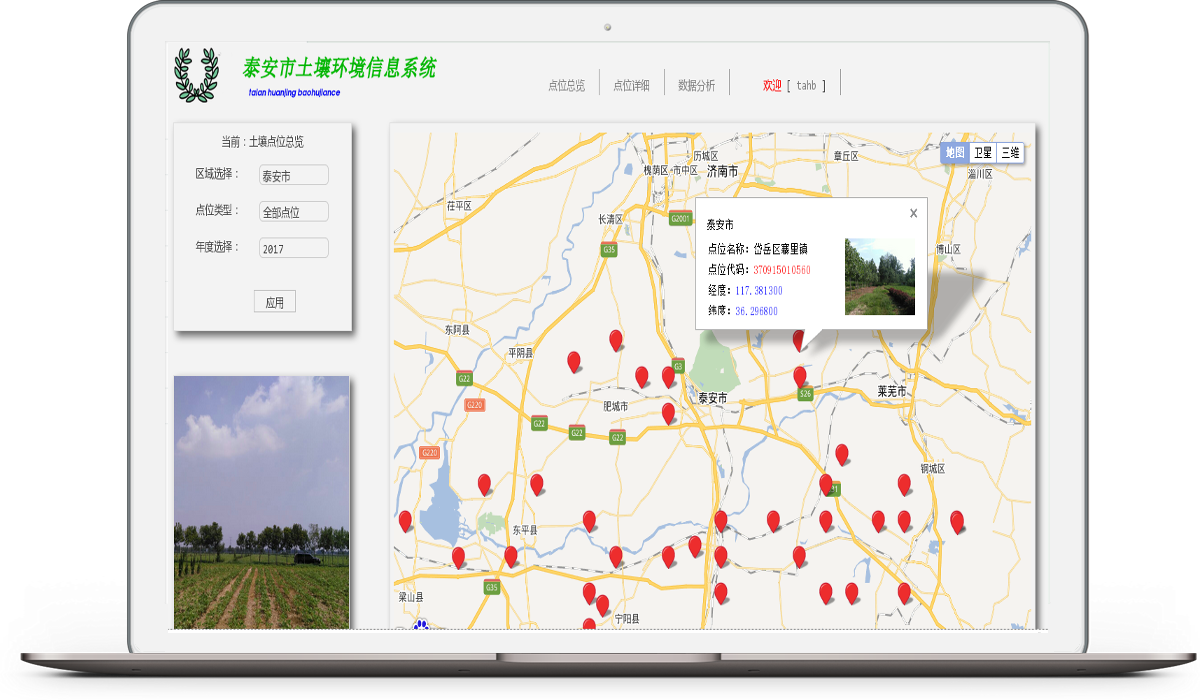 泰安市土壤环境信息系统
taian huanjing baohujiance
点位总览
点位详细
数据分析
欢迎 [ tahb ]
当前：土壤点位总览
区域选择： 泰安市
点位类型： 全部点位
年度选择： 2017
应用
地图 卫星 三维
历城区
章丘区
槐荫区
市中区
济南市
淄川区
茌平区
长清区
G2001
G35
博山区
泰安市
x
点位名称：岱岳区寨里镇
点位代码：370915010560
经度：117.381300
纬度：36.296800
东阿县
平阴县
G3
G22
G220
肥城市
泰安市
S26
莱芜市
G22
G22
G22
G220
钢城区
东平县
G35
梁山县
宁阳县